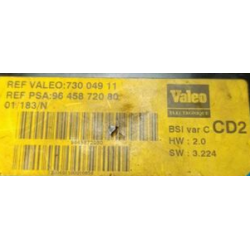 REF VALEO:730 049 11
REF PSA:96 458 720 80
01/183/N
Valeo
ELECTRONIQUE
BSI var C CD2
HW : 2.0
SW : 3.224